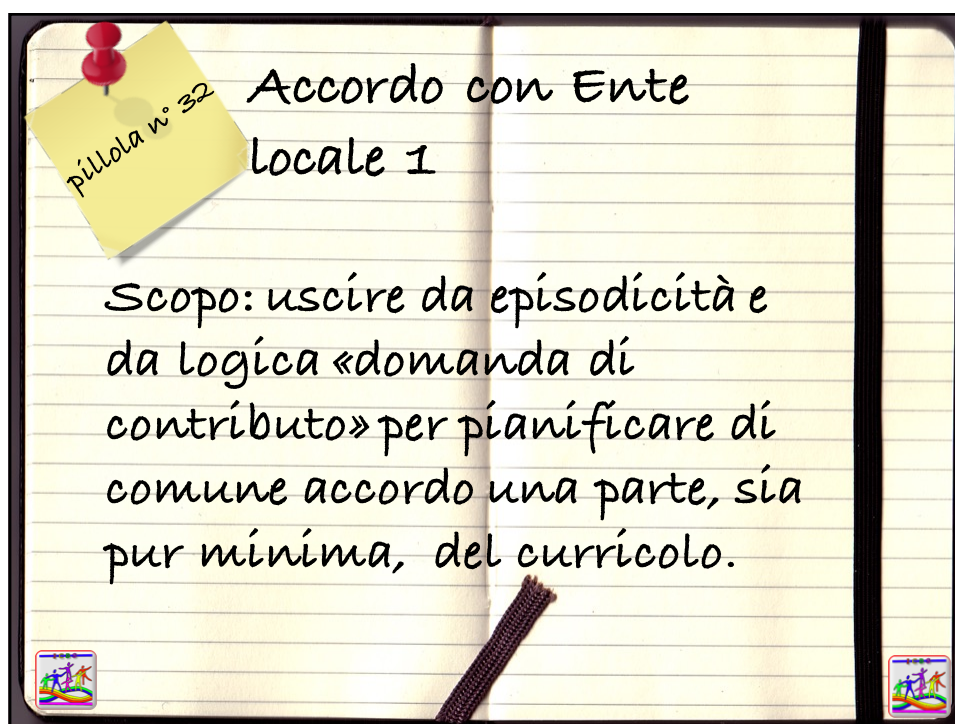 pillola n° 32
Accordo con Ente
locale 1
Scopo: uscire da episodicità e
da logica «domanda di
contributo» per pianificare di
comune accordo una parte, sia
pur minima, del curricolo.